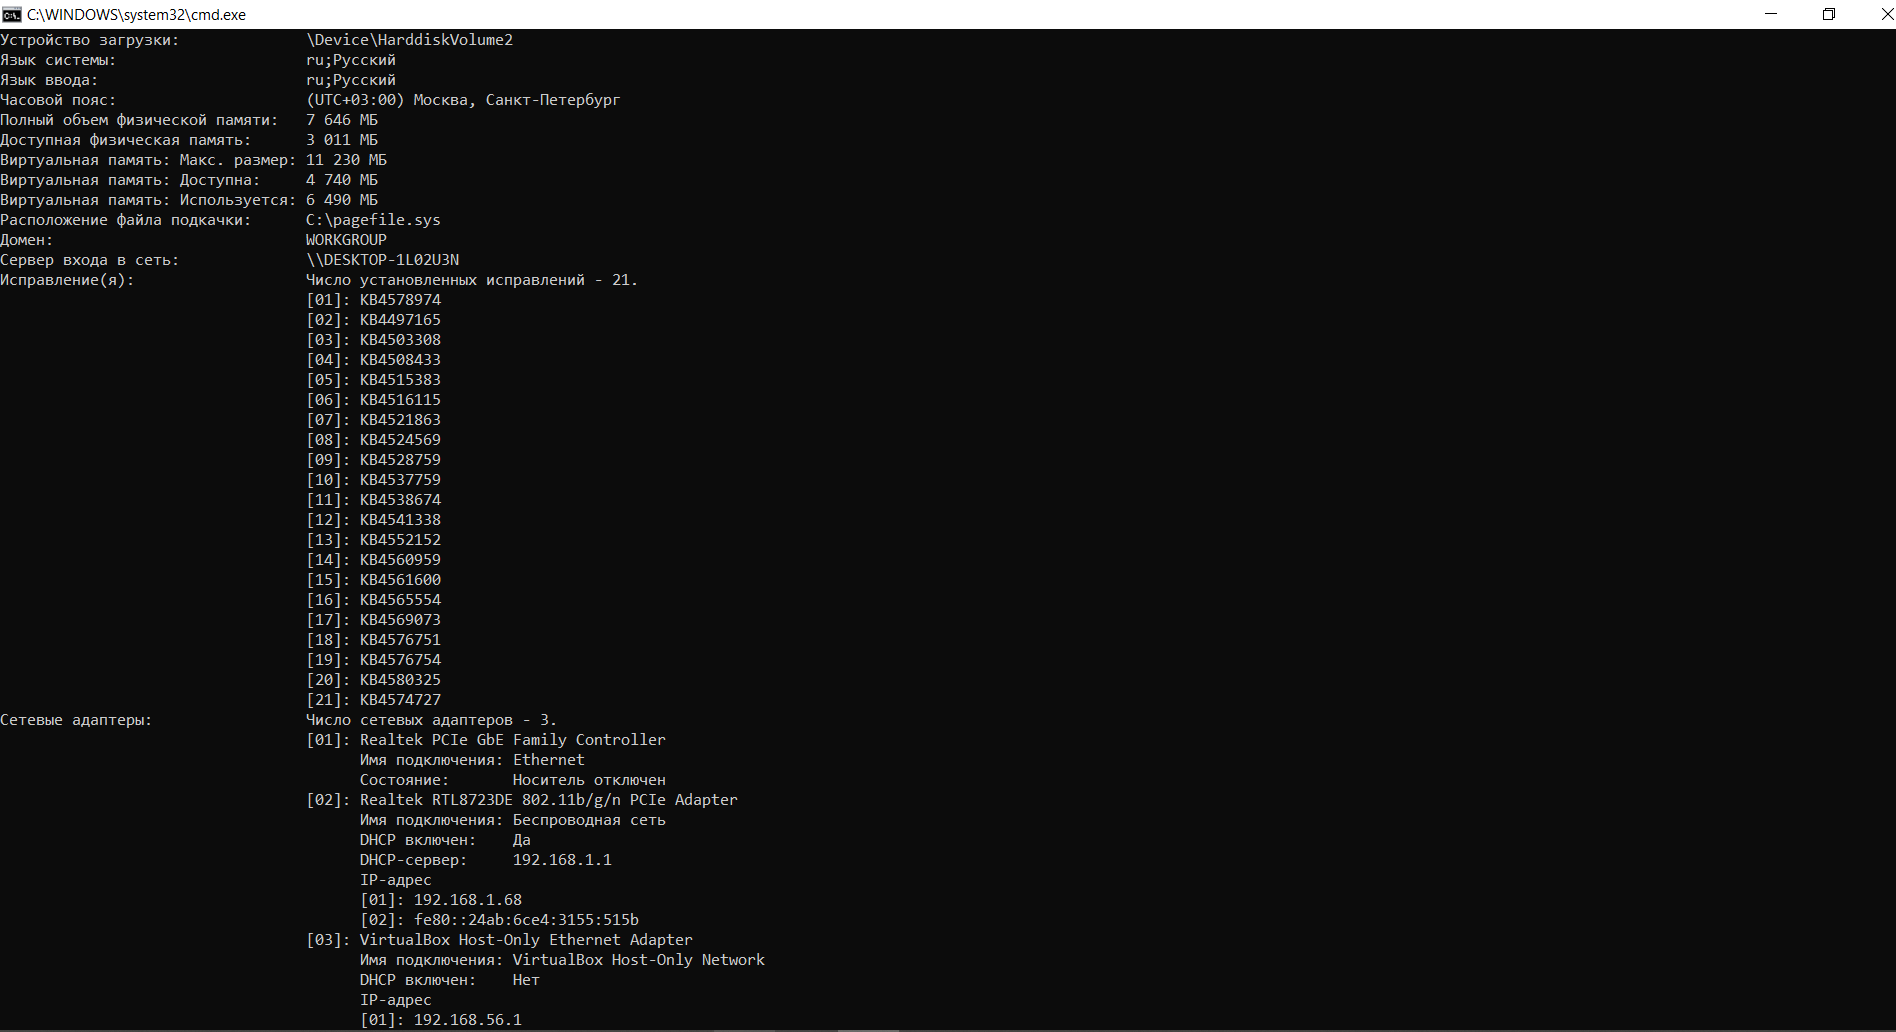 C:\WINDOWS\system32\cmd.exe
Устройство загрузки: \Device\HarddiskVolume2
Язык системы: ru;Русский
Язык ввода: ru;Русский
Часовой пояс: (UTC+03:00) Москва, Санкт-Петербург
Полный объем физической памяти: 7 646 МБ
Доступная физическая память: 3 011 МБ
Виртуальная память: Макс. размер: 11 230 МБ
Виртуальная память: Доступна: 4 740 МБ
Виртуальная память: Используется: 6 490 МБ
Расположение файла подкачки: C:\pagefile.sys
Домен: WORKGROUP
Сервер входа в сеть: \\DESKTOP-1L02U3N
Исправление(я): Число установленных исправлений - 21.
[01]: KB4578974
[02]: KB4497165
[03]: KB4503308
[04]: KB4508433
[05]: KB4515383
[06]: KB4516115
[07]: KB4521863
[08]: KB4524569
[09]: KB4528759
[10]: KB4537759
[11]: KB4538674
[12]: KB4541338
[13]: KB4552152
[14]: KB4560959
[15]: KB4561600
[16]: KB4565554
[17]: KB4569073
[18]: KB4576751
[19]: KB4576754
[20]: KB4580325
[21]: KB4574727
Сетевые адаптеры: Число сетевых адаптеров - 3.
[01]: Realtek PCIe GbE Family Controller
Имя подключения: Ethernet
Состояние: Носитель отключен
[02]: Realtek RTL8723DE 802.11b/g/n PCIe Adapter
Имя подключения: Беспроводная сеть
DHCP включен: Да
DHCP-сервер: 192.168.1.1
IP-адрес
[01]: 192.168.1.68
[02]: fe80::24ab:6ce4:3155:515b
[03]: VirtualBox Host-Only Ethernet Adapter
Имя подключения: VirtualBox Host-Only Network
DHCP включен: Нет
IP-адрес
[01]: 192.168.56.1